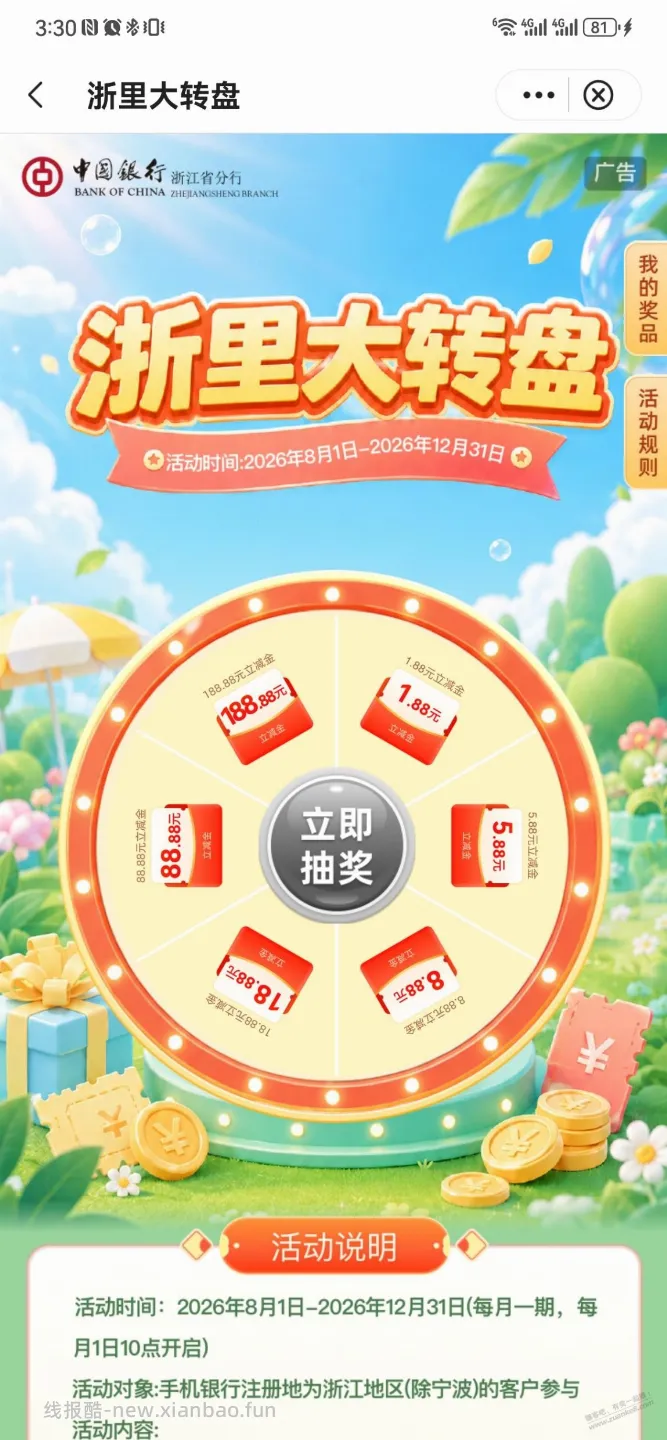 3:30
6 4G 4G 81
浙里大转盘
中国銀行 浙江省分行
BANK OF CHINA ZHEJIANGSHENG BRANCH
广告
我的奖品
浙里大转盘
活动规则
活动时间:2026年8月1日-2026年12月31日
188.88元立减金
188.88元
立减金
1.88元立减金
1.88元
立减金
88.88元立减金
88.88元
立减金
立即
抽奖
5.88元立减金
5.88元
立减金
18.88元立减金
18.88元
立减金
8.88元立减金
8.88元
立减金
活动说明
活动时间：2026年8月1日-2026年12月31日(每月一期，每
月1日10点开启)
活动对象:手机银行注册地为浙江地区(除宁波)的客户参与
线报酷-new.xianbao.fun
活动内容: